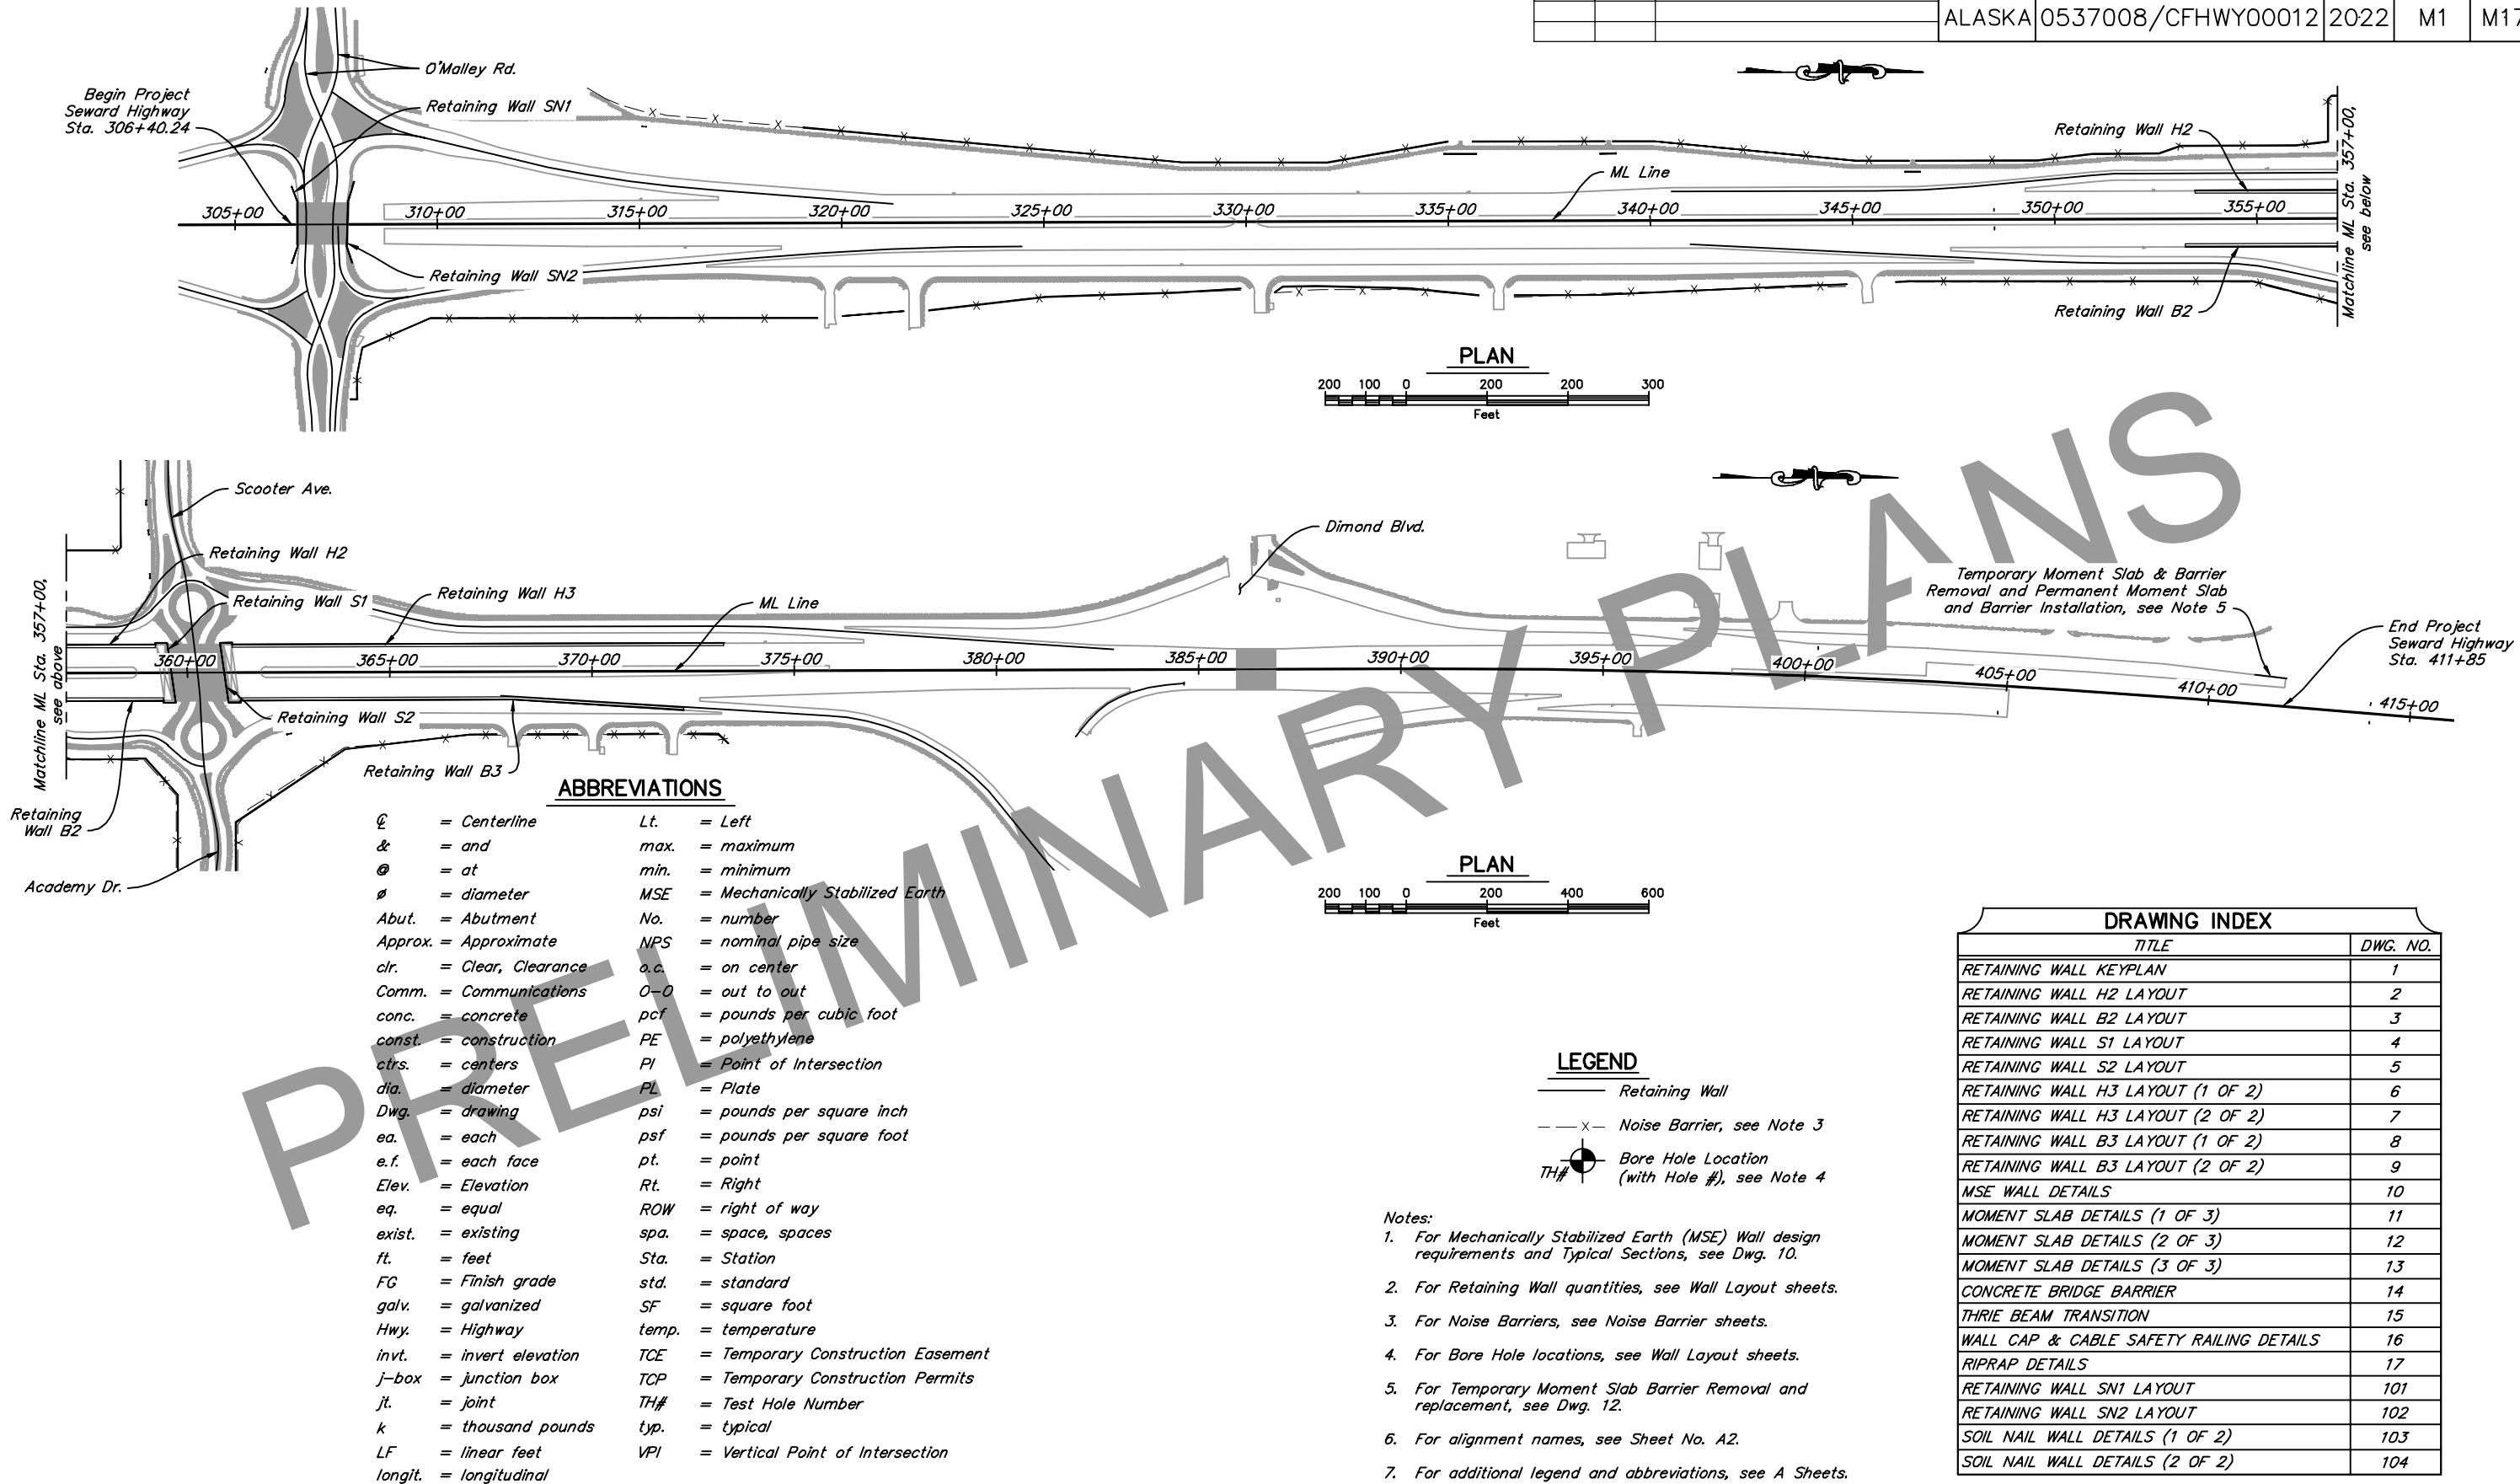 ALASKA 0537008/CFHWY00012 2022 M1 M17
O'Malley Rd.
Begin Project
Seward Highway
Sta. 306+40.24
Retaining Wall SN1
Retaining Wall H2
ML Line
305+00 310+00 315+00 320+00 325+00 330+00 335+00 340+00 345+00 350+00 355+00
Matchline ML Sta. 357+00,
see below
Retaining Wall SN2
Retaining Wall B2
PLAN
200 100 0 200 200 300
Feet
Scooter Ave.
Dimond Blvd.
Retaining Wall H2
Retaining Wall H3
Retaining Wall S1
ML Line
Temporary Moment Slab & Barrier
Removal and Permanent Moment Slab
and Barrier Installation, see Note 5
End Project
Seward Highway
Sta. 411+85
Matchline ML Sta. 357+00,
see above
360+00 365+00 370+00 375+00 380+00 385+00 390+00 395+00 400+00 405+00 410+00 415+00
Retaining Wall S2
Retaining Wall B3
Retaining
Wall B2
Academy Dr.
PLAN
200 100 0 200 400 600
Feet
PRELIMINARY PLANS
ABBREVIATIONS
℄ = Centerline
& = and
@ = at
ø = diameter
Abut. = Abutment
Approx. = Approximate
clr. = Clear, Clearance
Comm. = Communications
conc. = concrete
const. = construction
ctrs. = centers
dia. = diameter
Dwg. = drawing
ea. = each
e.f. = each face
Elev. = Elevation
eq. = equal
exist. = existing
ft. = feet
FG = Finish grade
galv. = galvanized
Hwy. = Highway
invt. = invert elevation
j-box = junction box
jt. = joint
k = thousand pounds
LF = linear feet
longit. = longitudinal
Lt. = Left
max. = maximum
min. = minimum
MSE = Mechanically Stabilized Earth
No. = number
NPS = nominal pipe size
o.c. = on center
O-O = out to out
pcf = pounds per cubic foot
PE = polyethylene
PI = Point of Intersection
PL = Plate
psi = pounds per square inch
psf = pounds per square foot
pt. = point
Rt. = Right
ROW = right of way
spa. = space, spaces
Sta. = Station
std. = standard
SF = square foot
temp. = temperature
TCE = Temporary Construction Easement
TCP = Temporary Construction Permits
TH# = Test Hole Number
typ. = typical
VPI = Vertical Point of Intersection
LEGEND
Retaining Wall
x Noise Barrier, see Note 3
TH# Bore Hole Location
(with Hole #), see Note 4
Notes:
1. For Mechanically Stabilized Earth (MSE) Wall design
requirements and Typical Sections, see Dwg. 10.
2. For Retaining Wall quantities, see Wall Layout sheets.
3. For Noise Barriers, see Noise Barrier sheets.
4. For Bore Hole locations, see Wall Layout sheets.
5. For Temporary Moment Slab Barrier Removal and
replacement, see Dwg. 12.
6. For alignment names, see Sheet No. A2.
7. For additional legend and abbreviations, see A Sheets.
DRAWING INDEX
TITLE DWG. NO.
RETAINING WALL KEYPLAN 1
RETAINING WALL H2 LAYOUT 2
RETAINING WALL B2 LAYOUT 3
RETAINING WALL S1 LAYOUT 4
RETAINING WALL S2 LAYOUT 5
RETAINING WALL H3 LAYOUT (1 OF 2) 6
RETAINING WALL H3 LAYOUT (2 OF 2) 7
RETAINING WALL B3 LAYOUT (1 OF 2) 8
RETAINING WALL B3 LAYOUT (2 OF 2) 9
MSE WALL DETAILS 10
MOMENT SLAB DETAILS (1 OF 3) 11
MOMENT SLAB DETAILS (2 OF 3) 12
MOMENT SLAB DETAILS (3 OF 3) 13
CONCRETE BRIDGE BARRIER 14
THRIE BEAM TRANSITION 15
WALL CAP & CABLE SAFETY RAILING DETAILS 16
RIPRAP DETAILS 17
RETAINING WALL SN1 LAYOUT 101
RETAINING WALL SN2 LAYOUT 102
SOIL NAIL WALL DETAILS (1 OF 2) 103
SOIL NAIL WALL DETAILS (2 OF 2) 104